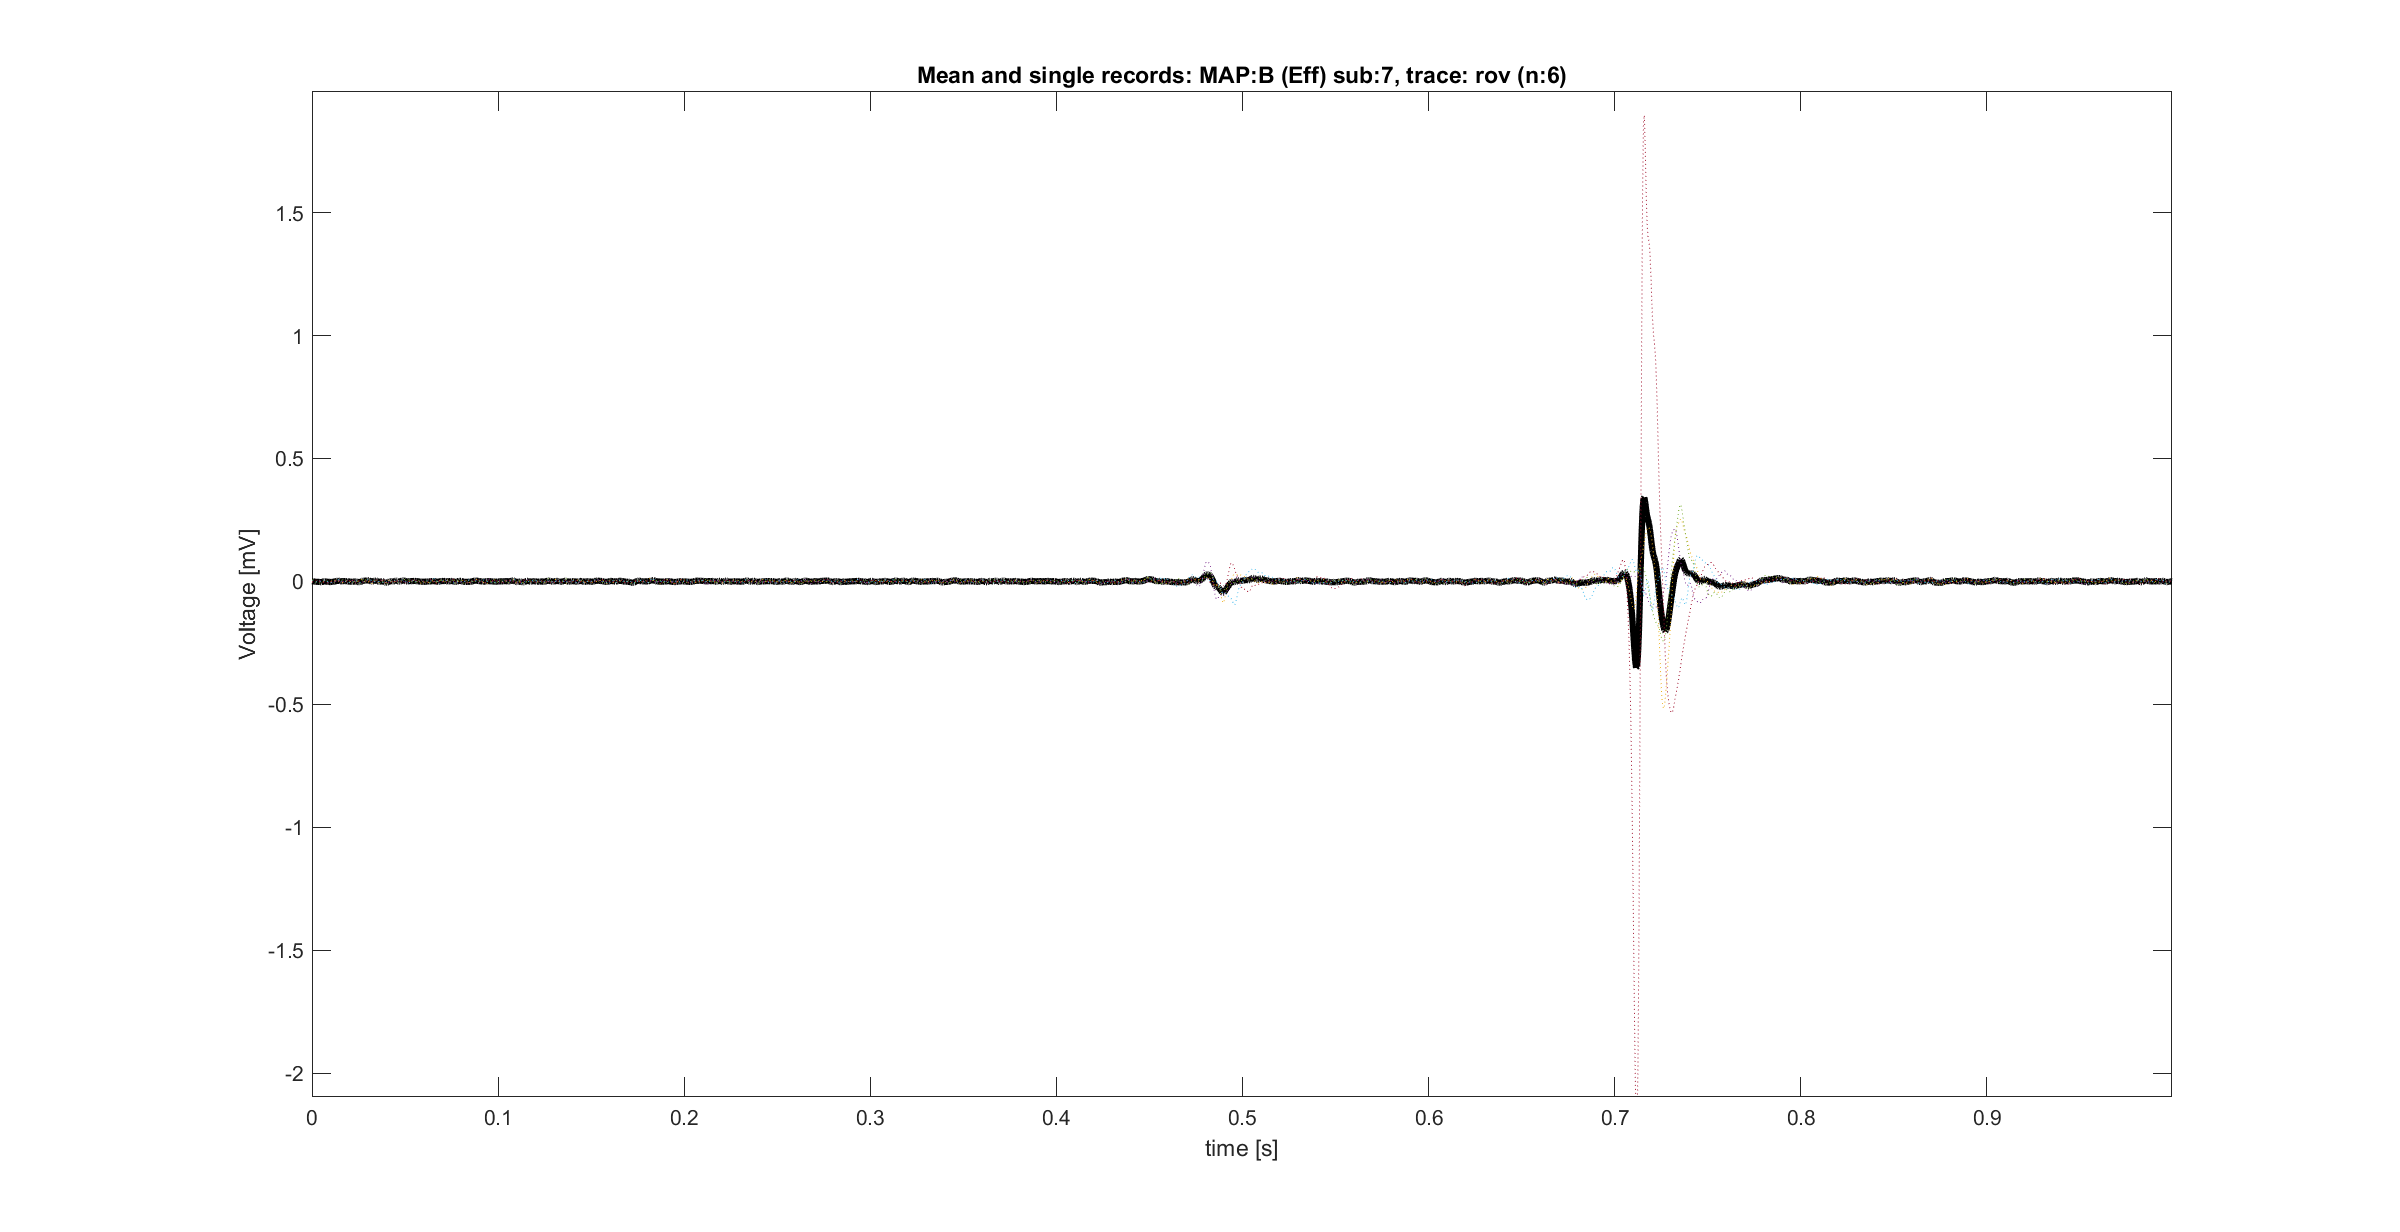 Mean and single records: MAP:B (Eff) sub:7, trace: rov (n:6)
1.5
1
0.5
0
-0.5
-1
-1.5
-2
Voltage [mV]
0 0.1 0.2 0.3 0.4 0.5 0.6 0.7 0.8 0.9
time [s]